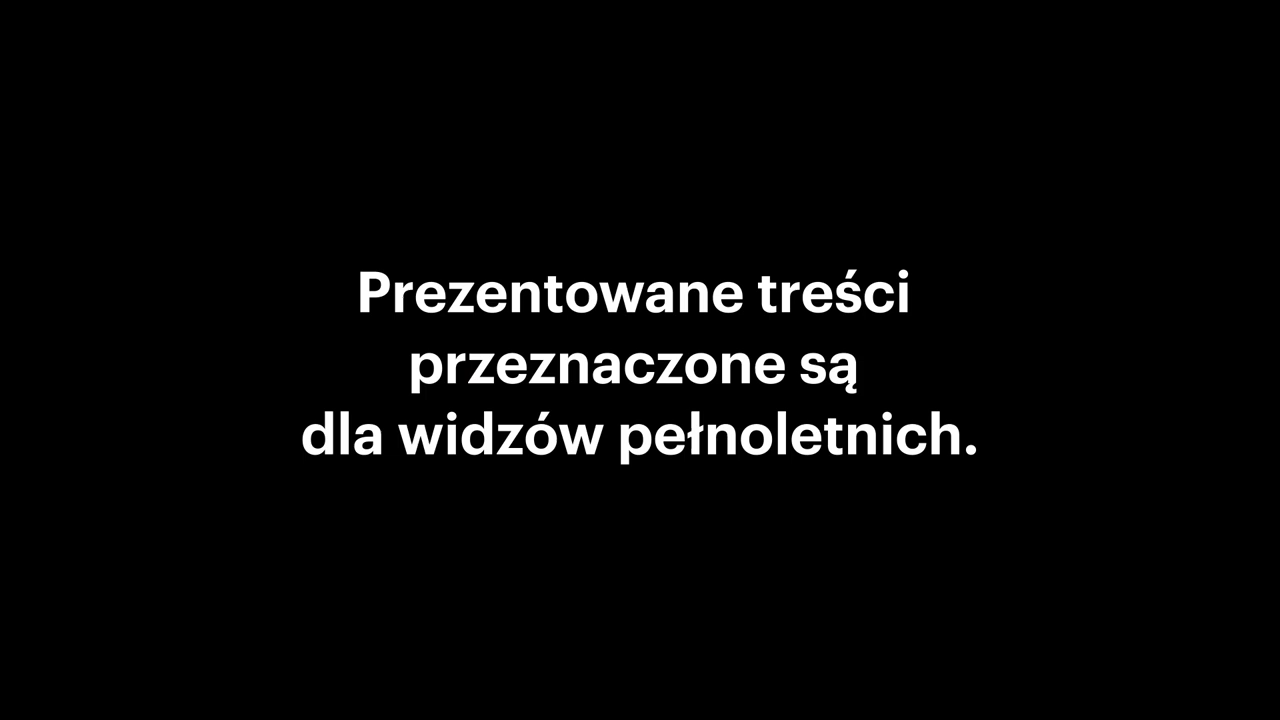 Prezentowane treści
przeznaczone są
dla widzów pełnoletnich.